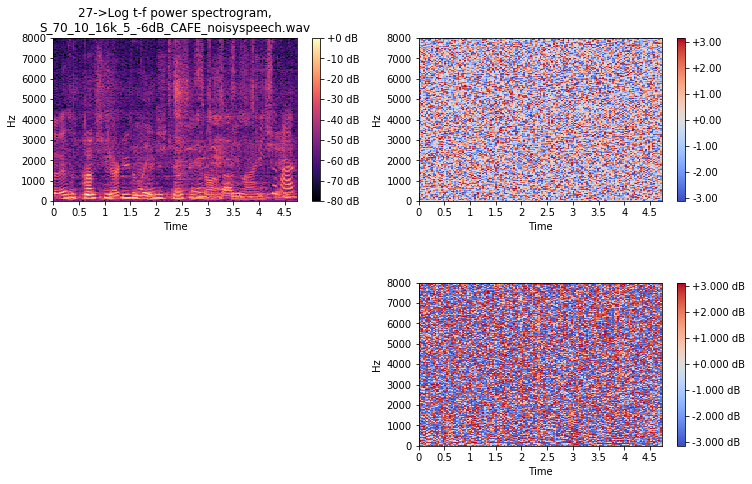 27->Log t-f power spectrogram,
S_70_10_16k_5_-6dB_CAFE_noisyspeech.wav
8000
7000
6000
5000
4000
3000
2000
1000
0
Hz
0 0.5 1 1.5 2 2.5 3 3.5 4 4.5
Time
+0 dB
-10 dB
-20 dB
-30 dB
-40 dB
-50 dB
-60 dB
-70 dB
-80 dB
8000
7000
6000
5000
4000
3000
2000
1000
0
Hz
0 0.5 1 1.5 2 2.5 3 3.5 4 4.5
Time
+3.00
+2.00
+1.00
+0.00
-1.00
-2.00
-3.00
8000
7000
6000
5000
4000
3000
2000
1000
0
Hz
0 0.5 1 1.5 2 2.5 3 3.5 4 4.5
Time
+3.000 dB
+2.000 dB
+1.000 dB
+0.000 dB
-1.000 dB
-2.000 dB
-3.000 dB